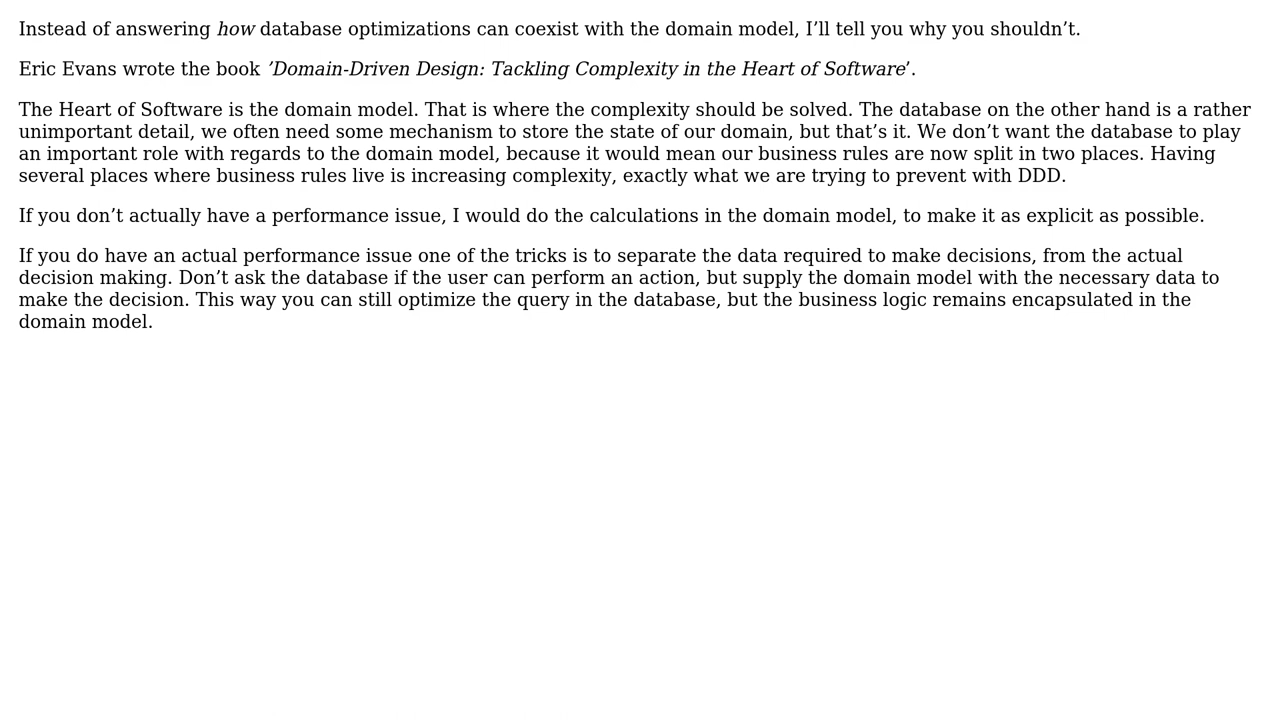 Instead of answering how database optimizations can coexist with the domain model, I’ll tell you why you shouldn’t.
Eric Evans wrote the book ’Domain-Driven Design: Tackling Complexity in the Heart of Software’.
The Heart of Software is the domain model. That is where the complexity should be solved. The database on the other hand is a rather
unimportant detail, we often need some mechanism to store the state of our domain, but that’s it. We don’t want the database to play
an important role with regards to the domain model, because it would mean our business rules are now split in two places. Having
several places where business rules live is increasing complexity, exactly what we are trying to prevent with DDD.
If you don’t actually have a performance issue, I would do the calculations in the domain model, to make it as explicit as possible.
If you do have an actual performance issue one of the tricks is to separate the data required to make decisions, from the actual
decision making. Don’t ask the database if the user can perform an action, but supply the domain model with the necessary data to
make the decision. This way you can still optimize the query in the database, but the business logic remains encapsulated in the
domain model.